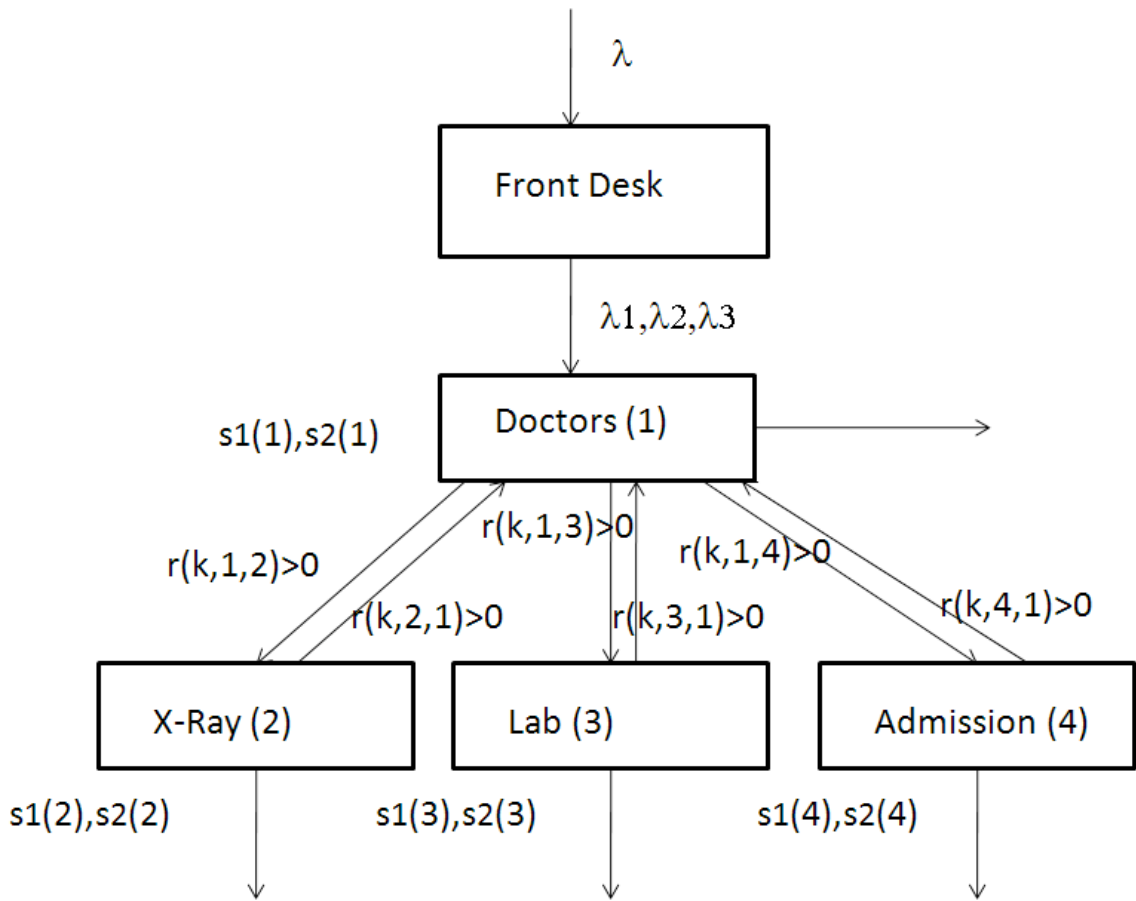 λ
Front Desk
λ1,λ2,λ3
Doctors (1)
s1(1),s2(1)
r(k,1,3)>0
r(k,1,2)>0
r(k,1,4)>0
r(k,2,1)>0
r(k,3,1)>0
r(k,4,1)>0
X-Ray (2)
Lab (3)
Admission (4)
s1(2),s2(2)
s1(3),s2(3)
s1(4),s2(4)